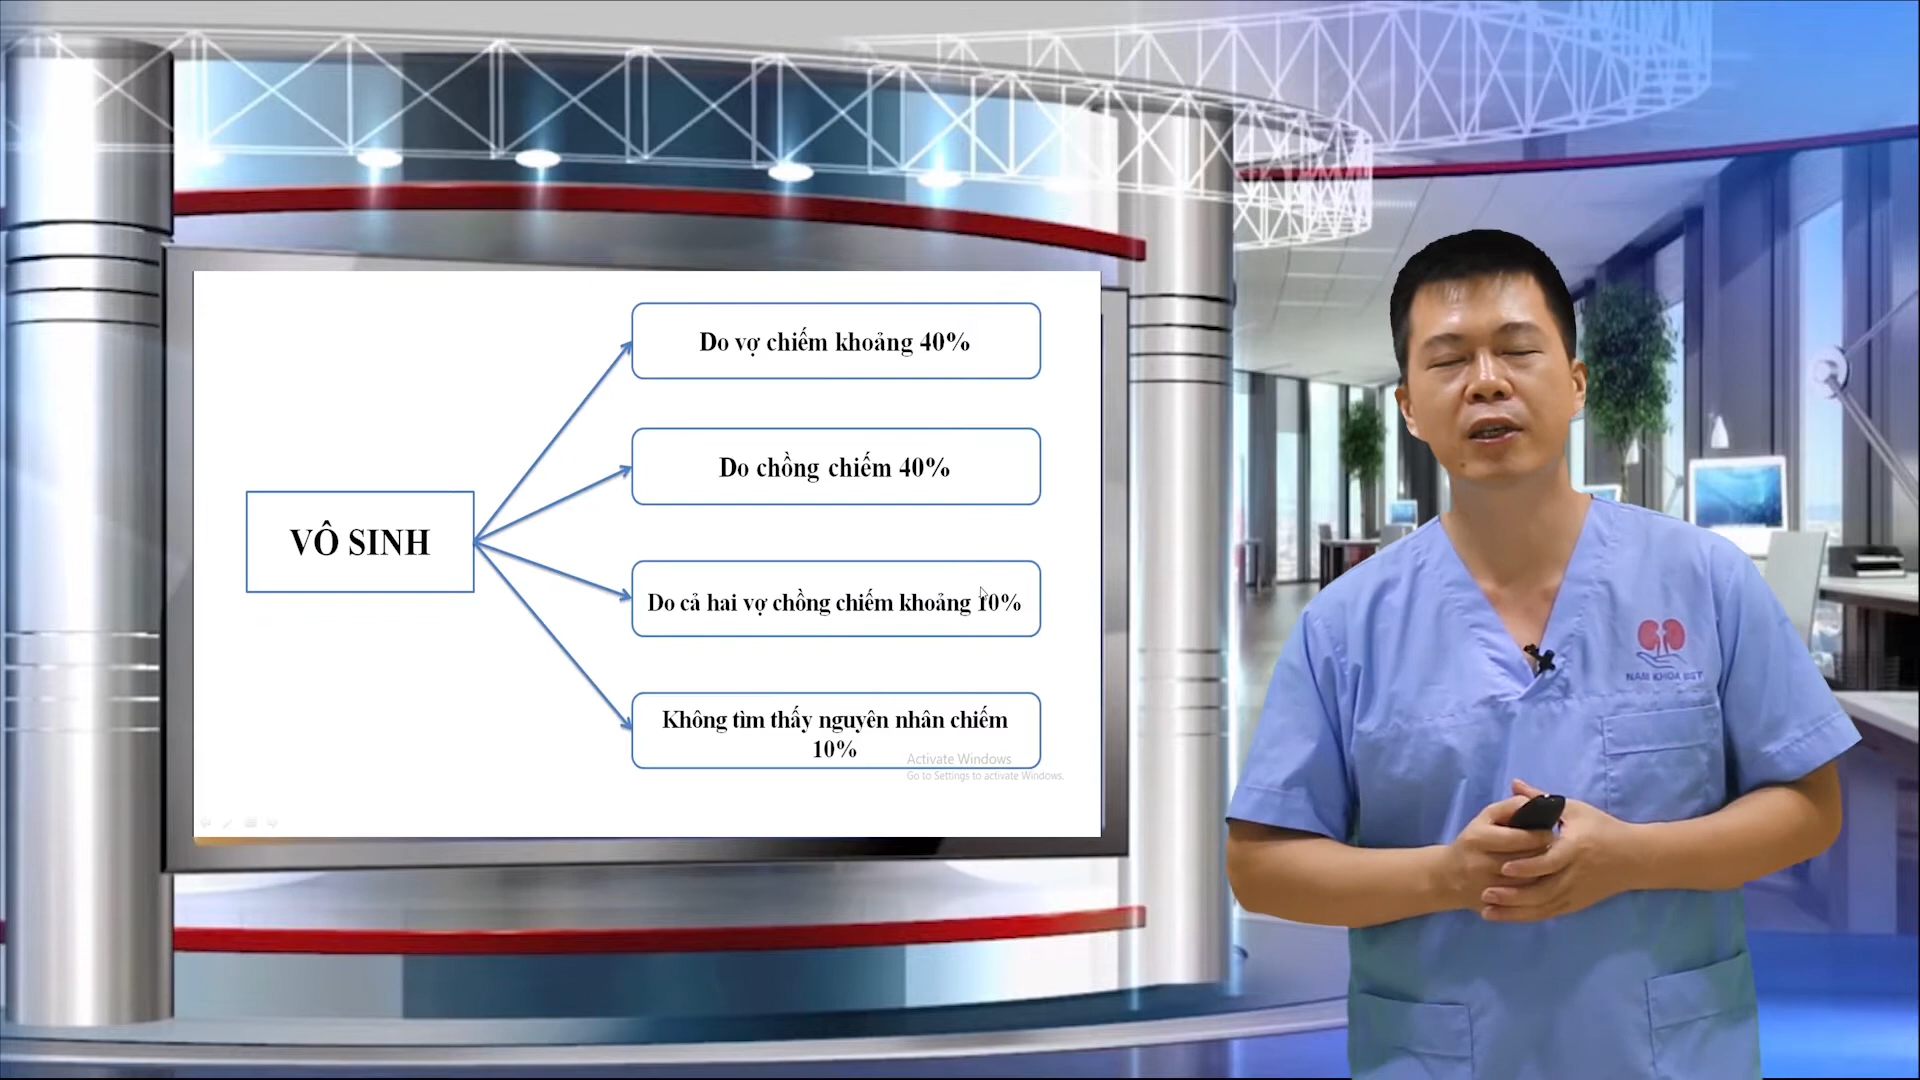 Do vợ chiếm khoảng 40%
Do chồng chiếm 40%
VÔ SINH
Do cả hai vợ chồng chiếm khoảng 10%
Không tìm thấy nguyên nhân chiếm
10%
Activate Windows
Go to Settings to activate Windows.
NAM KHOA BST